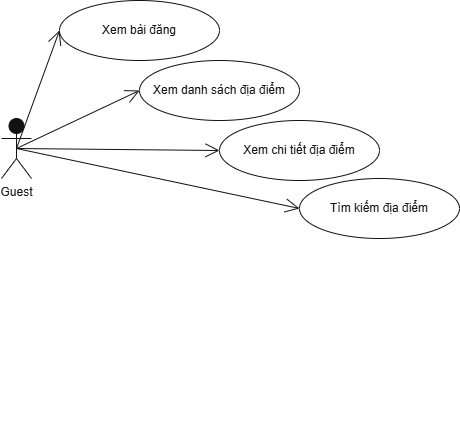 Xem bài đăng
Xem danh sách địa điểm
Xem chi tiết địa điểm
Guest
Tìm kiếm địa điểm